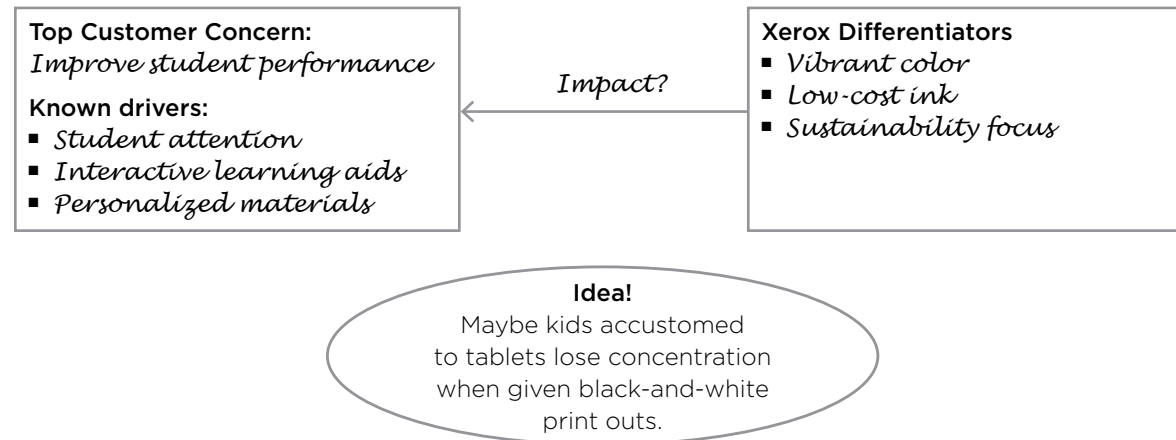 Top Customer Concern:
Improve student performance
Known drivers:
▪ Student attention
▪ Interactive learning aids
▪ Personalized materials
Impact?
Xerox Differentiators
▪ Vibrant color
▪ Low-cost ink
▪ Sustainability focus
Idea!
Maybe kids accustomed
to tablets lose concentration
when given black-and-white
print outs.